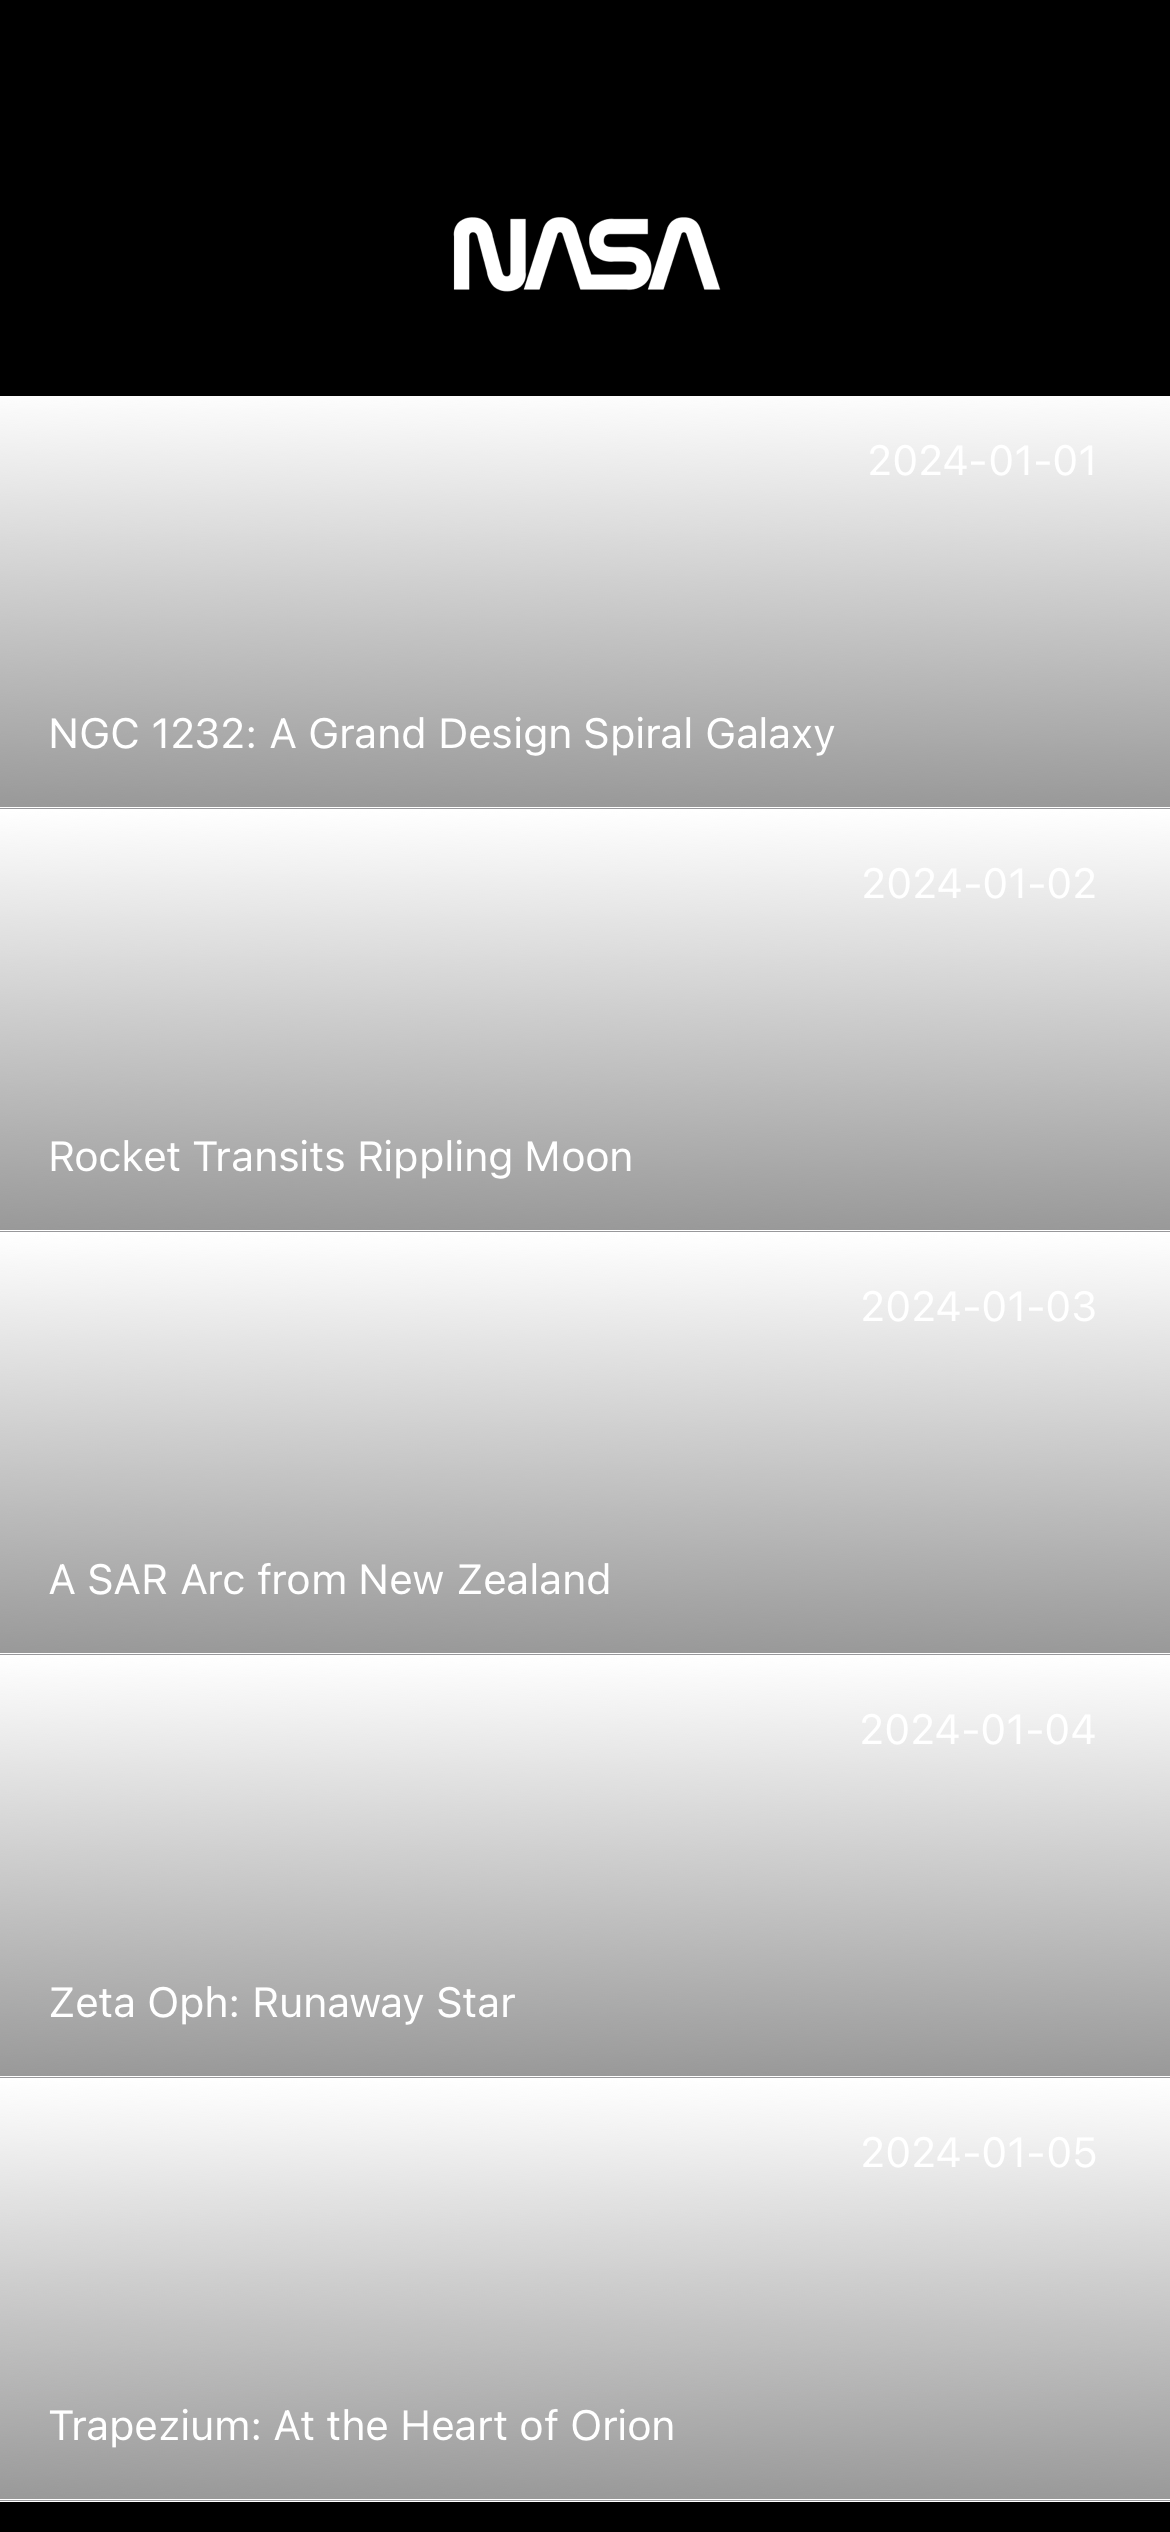 NASA
2024-01-01
NGC 1232: A Grand Design Spiral Galaxy
2024-01-02
Rocket Transits Rippling Moon
2024-01-03
A SAR Arc from New Zealand
2024-01-04
Zeta Oph: Runaway Star
2024-01-05
Trapezium: At the Heart of Orion